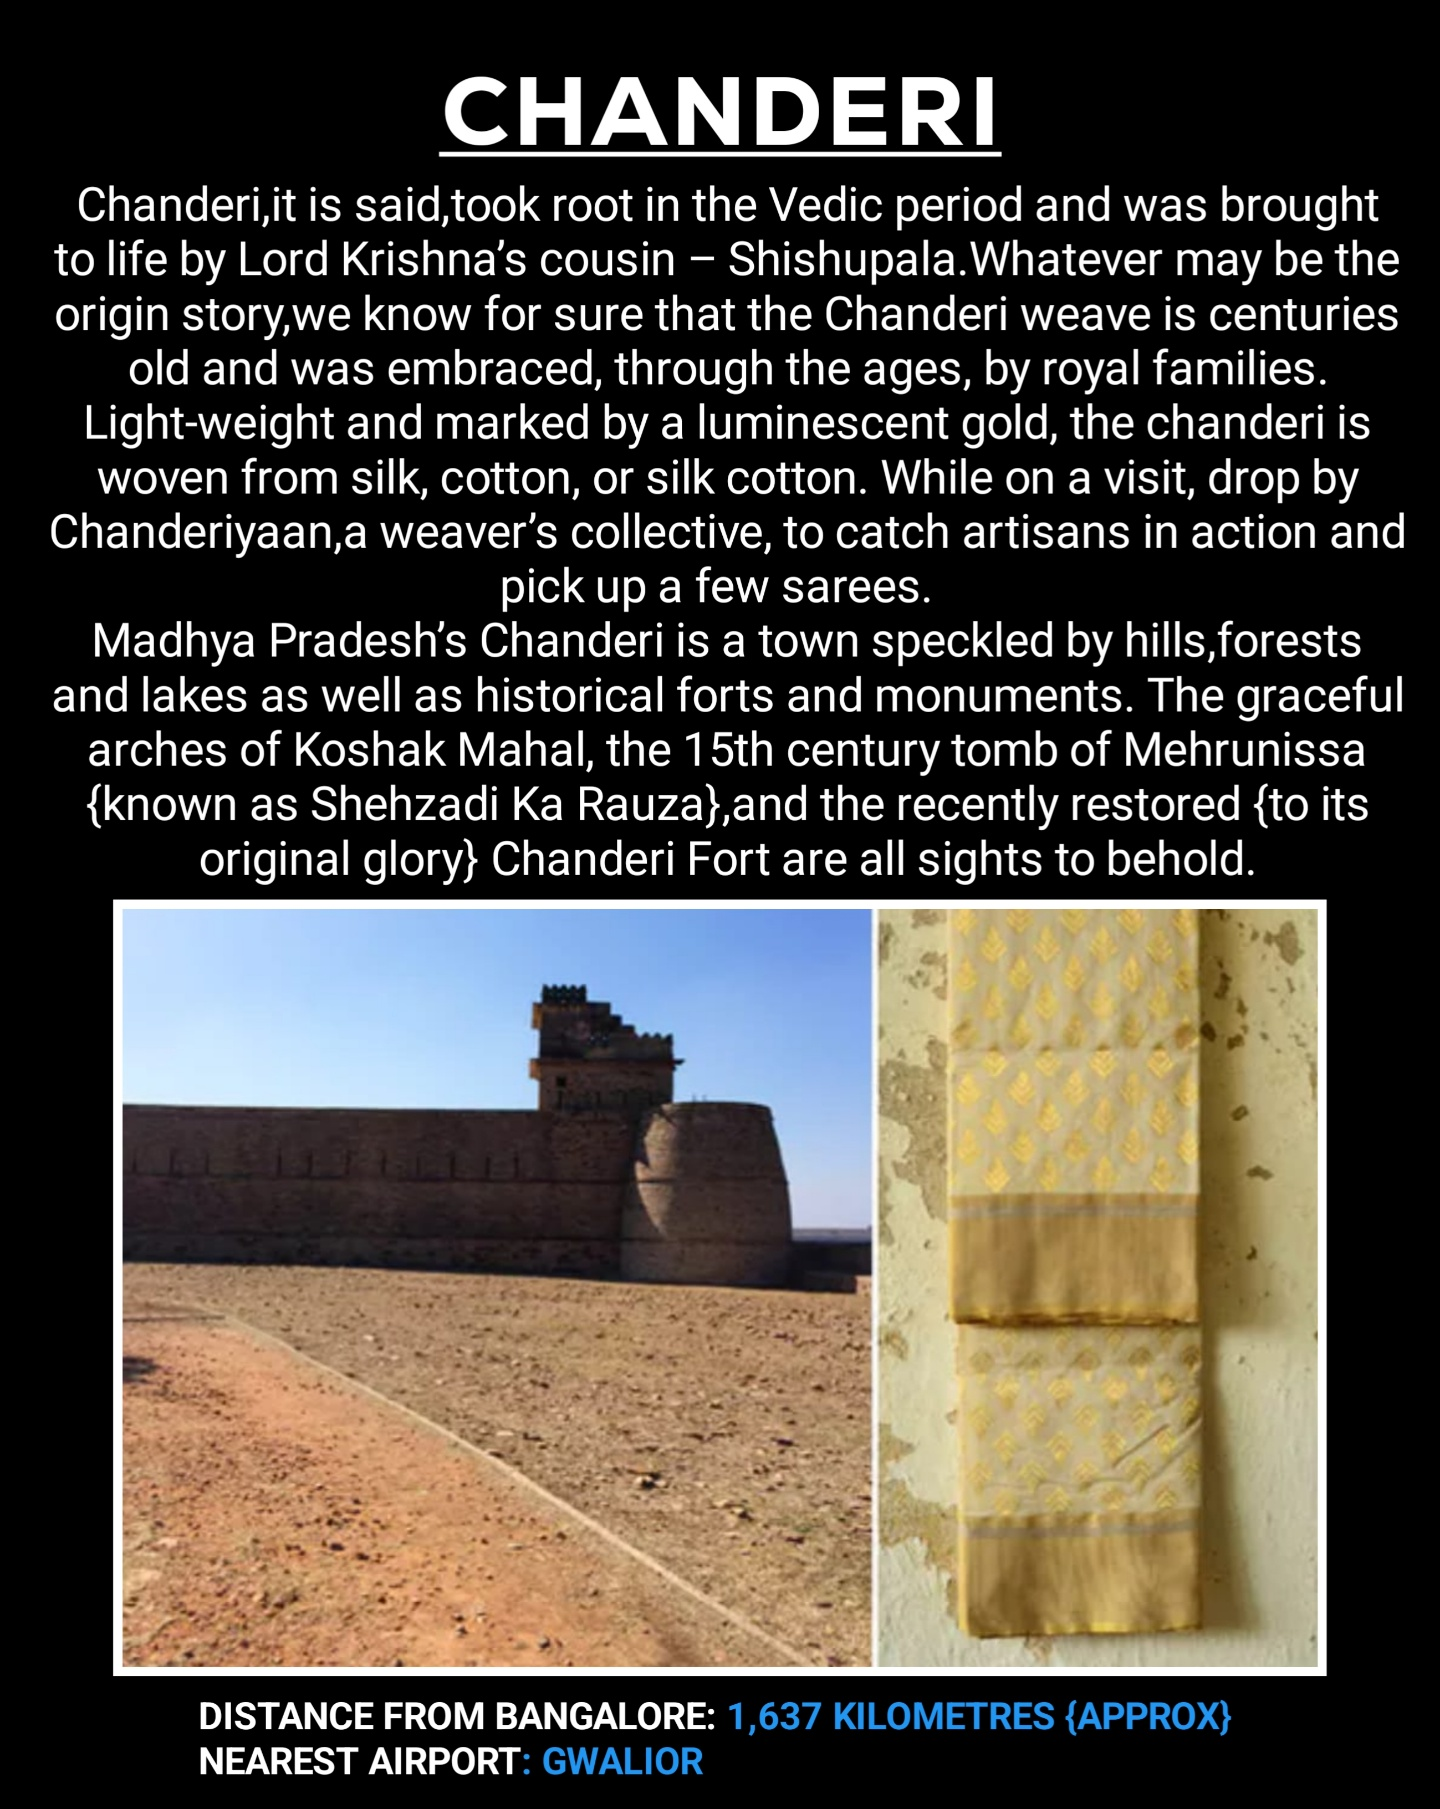 CHANDERI
Chanderi,it is said,took root in the Vedic period and was brought
to life by Lord Krishna’s cousin – Shishupala.Whatever may be the
origin story,we know for sure that the Chanderi weave is centuries
old and was embraced, through the ages, by royal families.
Light-weight and marked by a luminescent gold, the chanderi is
woven from silk, cotton, or silk cotton. While on a visit, drop by
Chanderiyaan,a weaver’s collective, to catch artisans in action and
pick up a few sarees.
Madhya Pradesh’s Chanderi is a town speckled by hills,forests
and lakes as well as historical forts and monuments. The graceful
arches of Koshak Mahal, the 15th century tomb of Mehrunissa
{known as Shehzadi Ka Rauza},and the recently restored {to its
original glory} Chanderi Fort are all sights to behold.
DISTANCE FROM BANGALORE: 1,637 KILOMETRES {APPROX}
NEAREST AIRPORT: GWALIOR